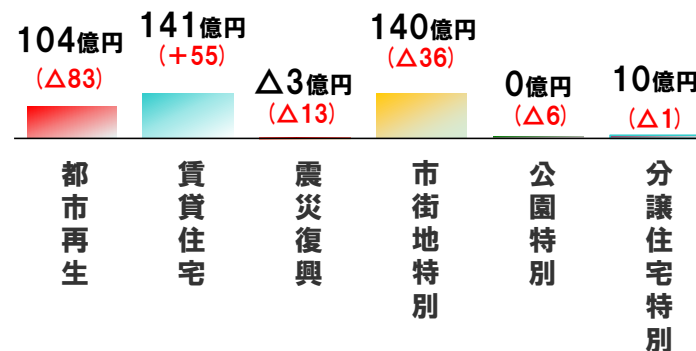 104億円
(△83)
141億円
(+55)
△3億円
(△13)
140億円
(△36)
0億円
(△6)
10億円
(△1)
都市再生
賃貸住宅
震災復興
市街地特別
公園特別
分譲住宅特別